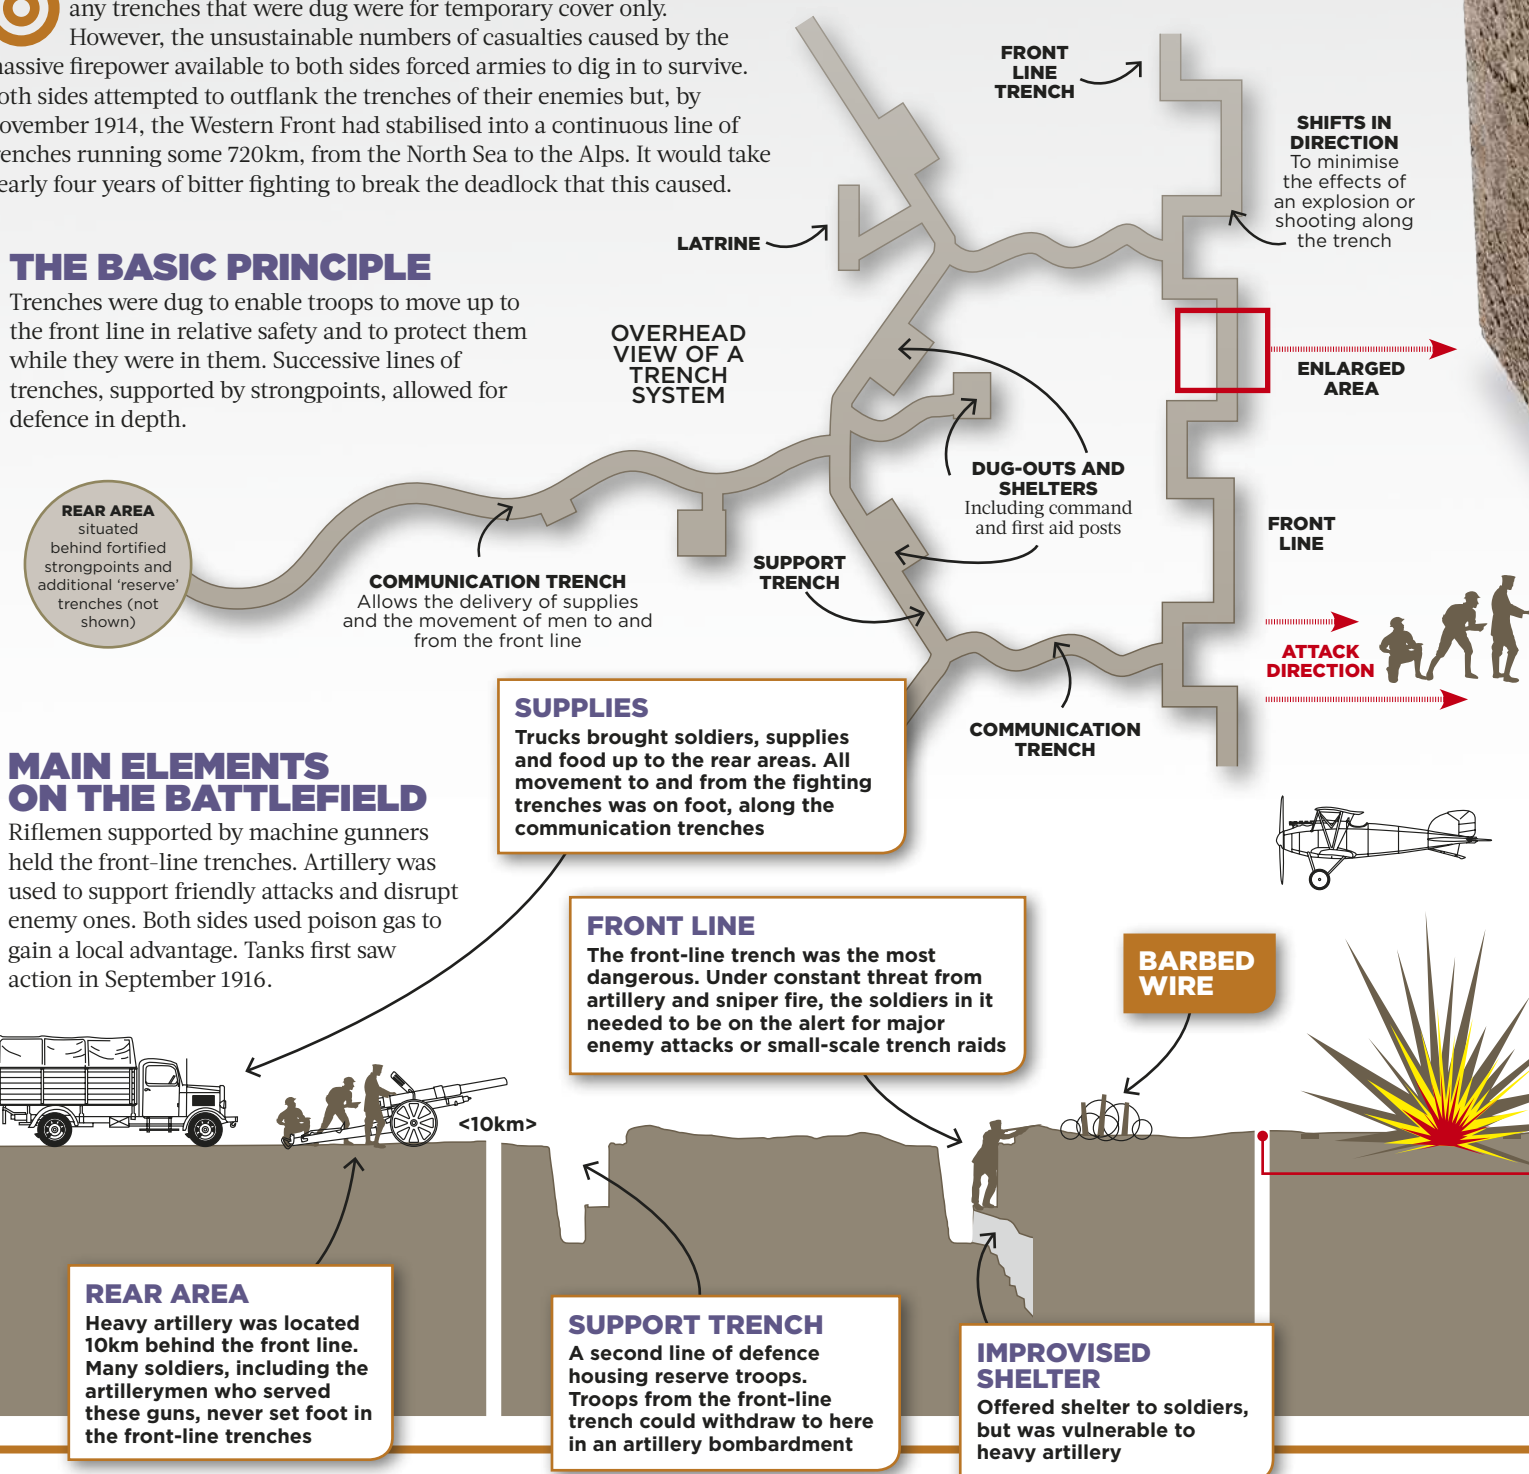 any trenches that were dug were for temporary cover only.
However, the unsustainable numbers of casualties caused by the
massive firepower available to both sides forced armies to dig in to survive.
oth sides attempted to outflank the trenches of their enemies but, by
ovember 1914, the Western Front had stabilised into a continuous line of
renches running some 720km, from the North Sea to the Alps. It would take
early four years of bitter fighting to break the deadlock that this caused.
THE BASIC PRINCIPLE
Trenches were dug to enable troops to move up to
the front line in relative safety and to protect them
while they were in them. Successive lines of
trenches, supported by strongpoints, allowed for
defence in depth.
OVERHEAD
VIEW OF A
TRENCH
SYSTEM
LATRINE
FRONT
LINE
TRENCH
SHIFTS IN
DIRECTION
To minimise
the effects of
an explosion or
shooting along
the trench
ENLARGED
AREA
DUG-OUTS AND
SHELTERS
Including command
and first aid posts
REAR AREA
situated
behind fortified
strongpoints and
additional ‘reserve’
trenches (not
shown)
COMMUNICATION TRENCH
Allows the delivery of supplies
and the movement of men to and
from the front line
SUPPORT
TRENCH
FRONT
LINE
ATTACK
DIRECTION
COMMUNICATION
TRENCH
MAIN ELEMENTS
ON THE BATTLEFIELD
Riflemen supported by machine gunners
held the front-line trenches. Artillery was
used to support friendly attacks and disrupt
enemy ones. Both sides used poison gas to
gain a local advantage. Tanks first saw
action in September 1916.
SUPPLIES
Trucks brought soldiers, supplies
and food up to the rear areas. All
movement to and from the fighting
trenches was on foot, along the
communication trenches
FRONT LINE
The front-line trench was the most
dangerous. Under constant threat from
artillery and sniper fire, the soldiers in it
needed to be on the alert for major
enemy attacks or small-scale trench raids
BARBED
WIRE
<10km>
REAR AREA
Heavy artillery was located
10km behind the front line.
Many soldiers, including the
artillerymen who served
these guns, never set foot in
the front-line trenches
SUPPORT TRENCH
A second line of defence
housing reserve troops.
Troops from the front-line
trench could withdraw to here
in an artillery bombardment
IMPROVISED
SHELTER
Offered shelter to soldiers,
but was vulnerable to
heavy artillery